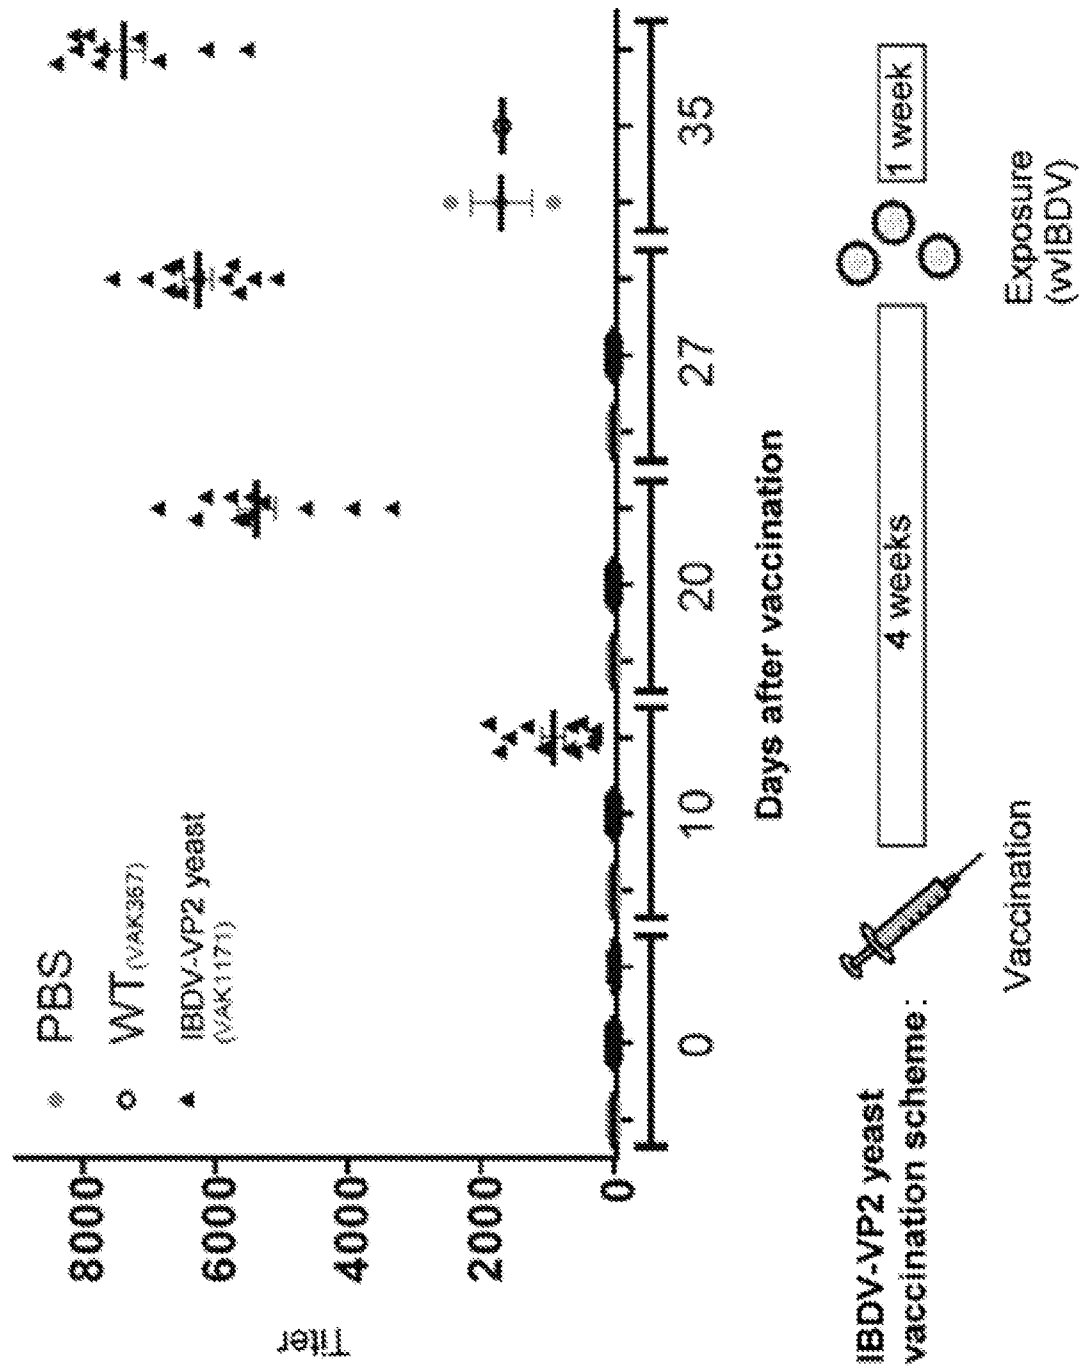 PBS
WT(VAK367)
IBDV-VP2 yeast
(VAK1171)
Titer
8000
6000
4000
2000
0
0
10
20
27
35
Days after vaccination
IBDV-VP2 yeast
vaccination scheme:
4 weeks
1 week
Vaccination
Exposure
(vvIBDV)